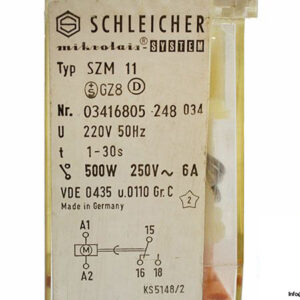 S SCHLEICHER
mikrolais-® SYSTEM
Typ SZM 11
S GZ8 D
Nr. 03416805 248 034
U 220V 50Hz
t 1-30s
500W 250V~ 6A
VDE 0435 u.0110 Gr.C
Made in Germany
2
A1
15
M
A2
16 18
KS5148/2